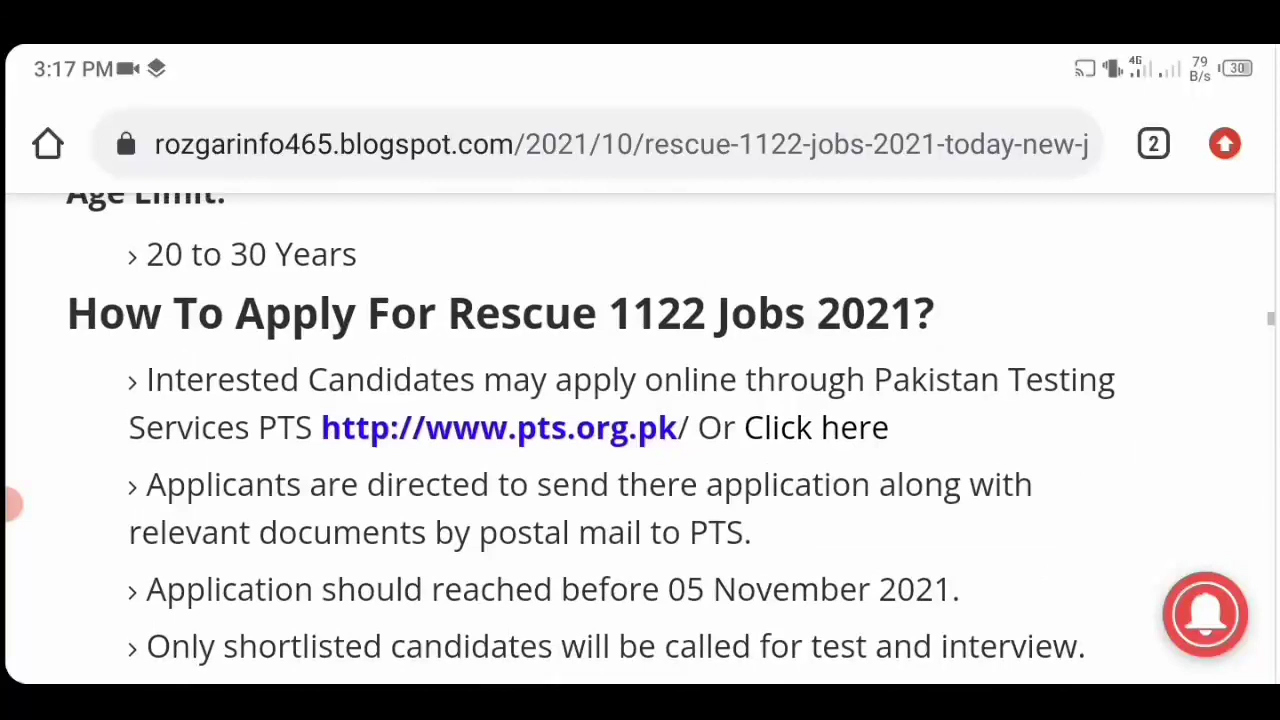 3:17 PM
4G
79
B/s
30
rozgarinfo465.blogspot.com/2021/10/rescue-1122-jobs-2021-today-new-j
2
Age Limit:
› 20 to 30 Years
How To Apply For Rescue 1122 Jobs 2021?
› Interested Candidates may apply online through Pakistan Testing
Services PTS http://www.pts.org.pk/ Or Click here
› Applicants are directed to send there application along with
relevant documents by postal mail to PTS.
› Application should reached before 05 November 2021.
› Only shortlisted candidates will be called for test and interview.